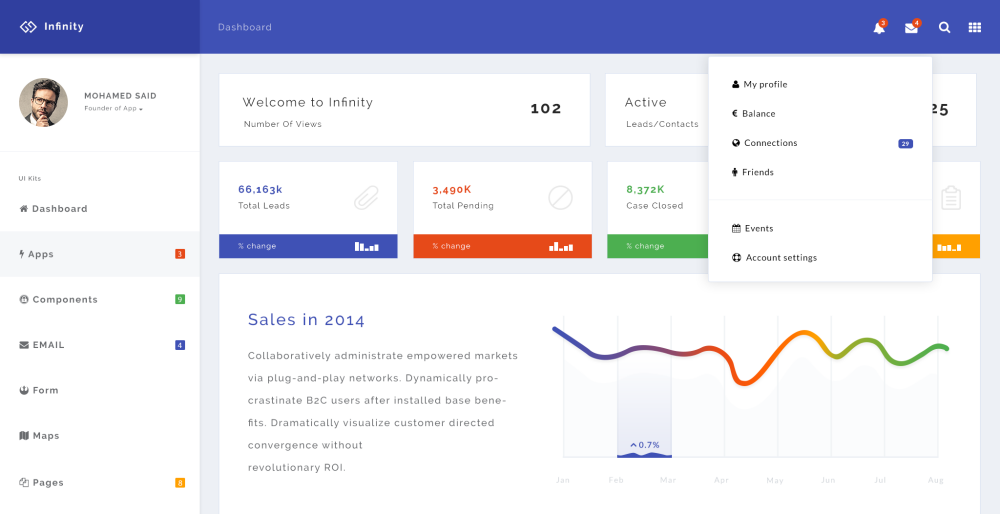 Infinity
Dashboard
3
4
MOHAMED SAID
Founder of App
UI Kits
Dashboard
Apps
3
Components
9
EMAIL
4
Form
Maps
Pages
8
Welcome to Infinity
Number Of Views
102
Active
Leads/Contacts
25
My profile
€ Balance
Connections
29
Friends
Events
Account settings
66,163k
Total Leads
% change
3,490K
Total Pending
% change
8,372K
Case Closed
% change
Sales in 2014
Collaboratively administrate empowered markets
via plug-and-play networks. Dynamically pro-
crastinate B2C users after installed base bene-
fits. Dramatically visualize customer directed
convergence without
revolutionary ROI.
0.7%
Jan Feb Mar Apr May Jun Jul Aug